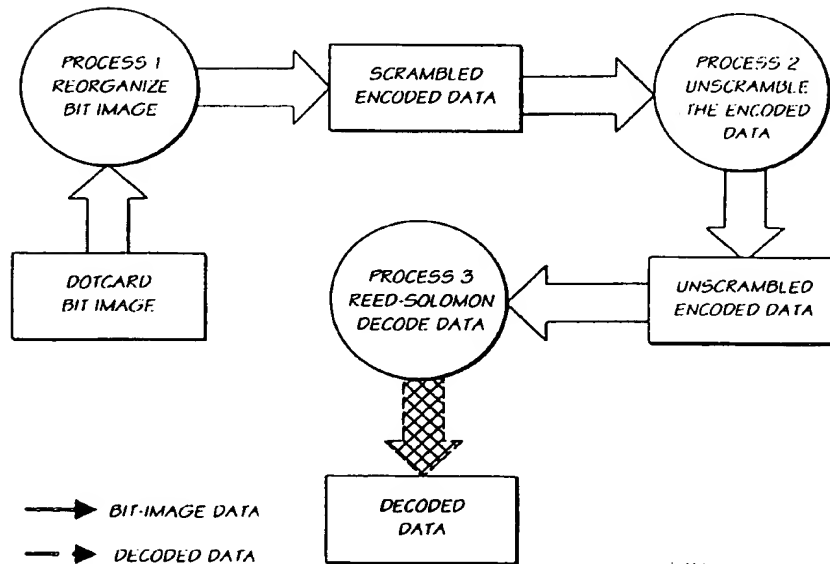 PROCESS 1
REORGANIZE
BIT IMAGE
SCRAMBLED
ENCODED DATA
PROCESS 2
UNSCRAMBLE
THE ENCODED
DATA
DOTCARD
BIT IMAGE
PROCESS 3
REED-SOLOMON
DECODE DATA
UNSCRAMBLED
ENCODED DATA
DECODED
DATA
BIT-IMAGE DATA
DECODED DATA